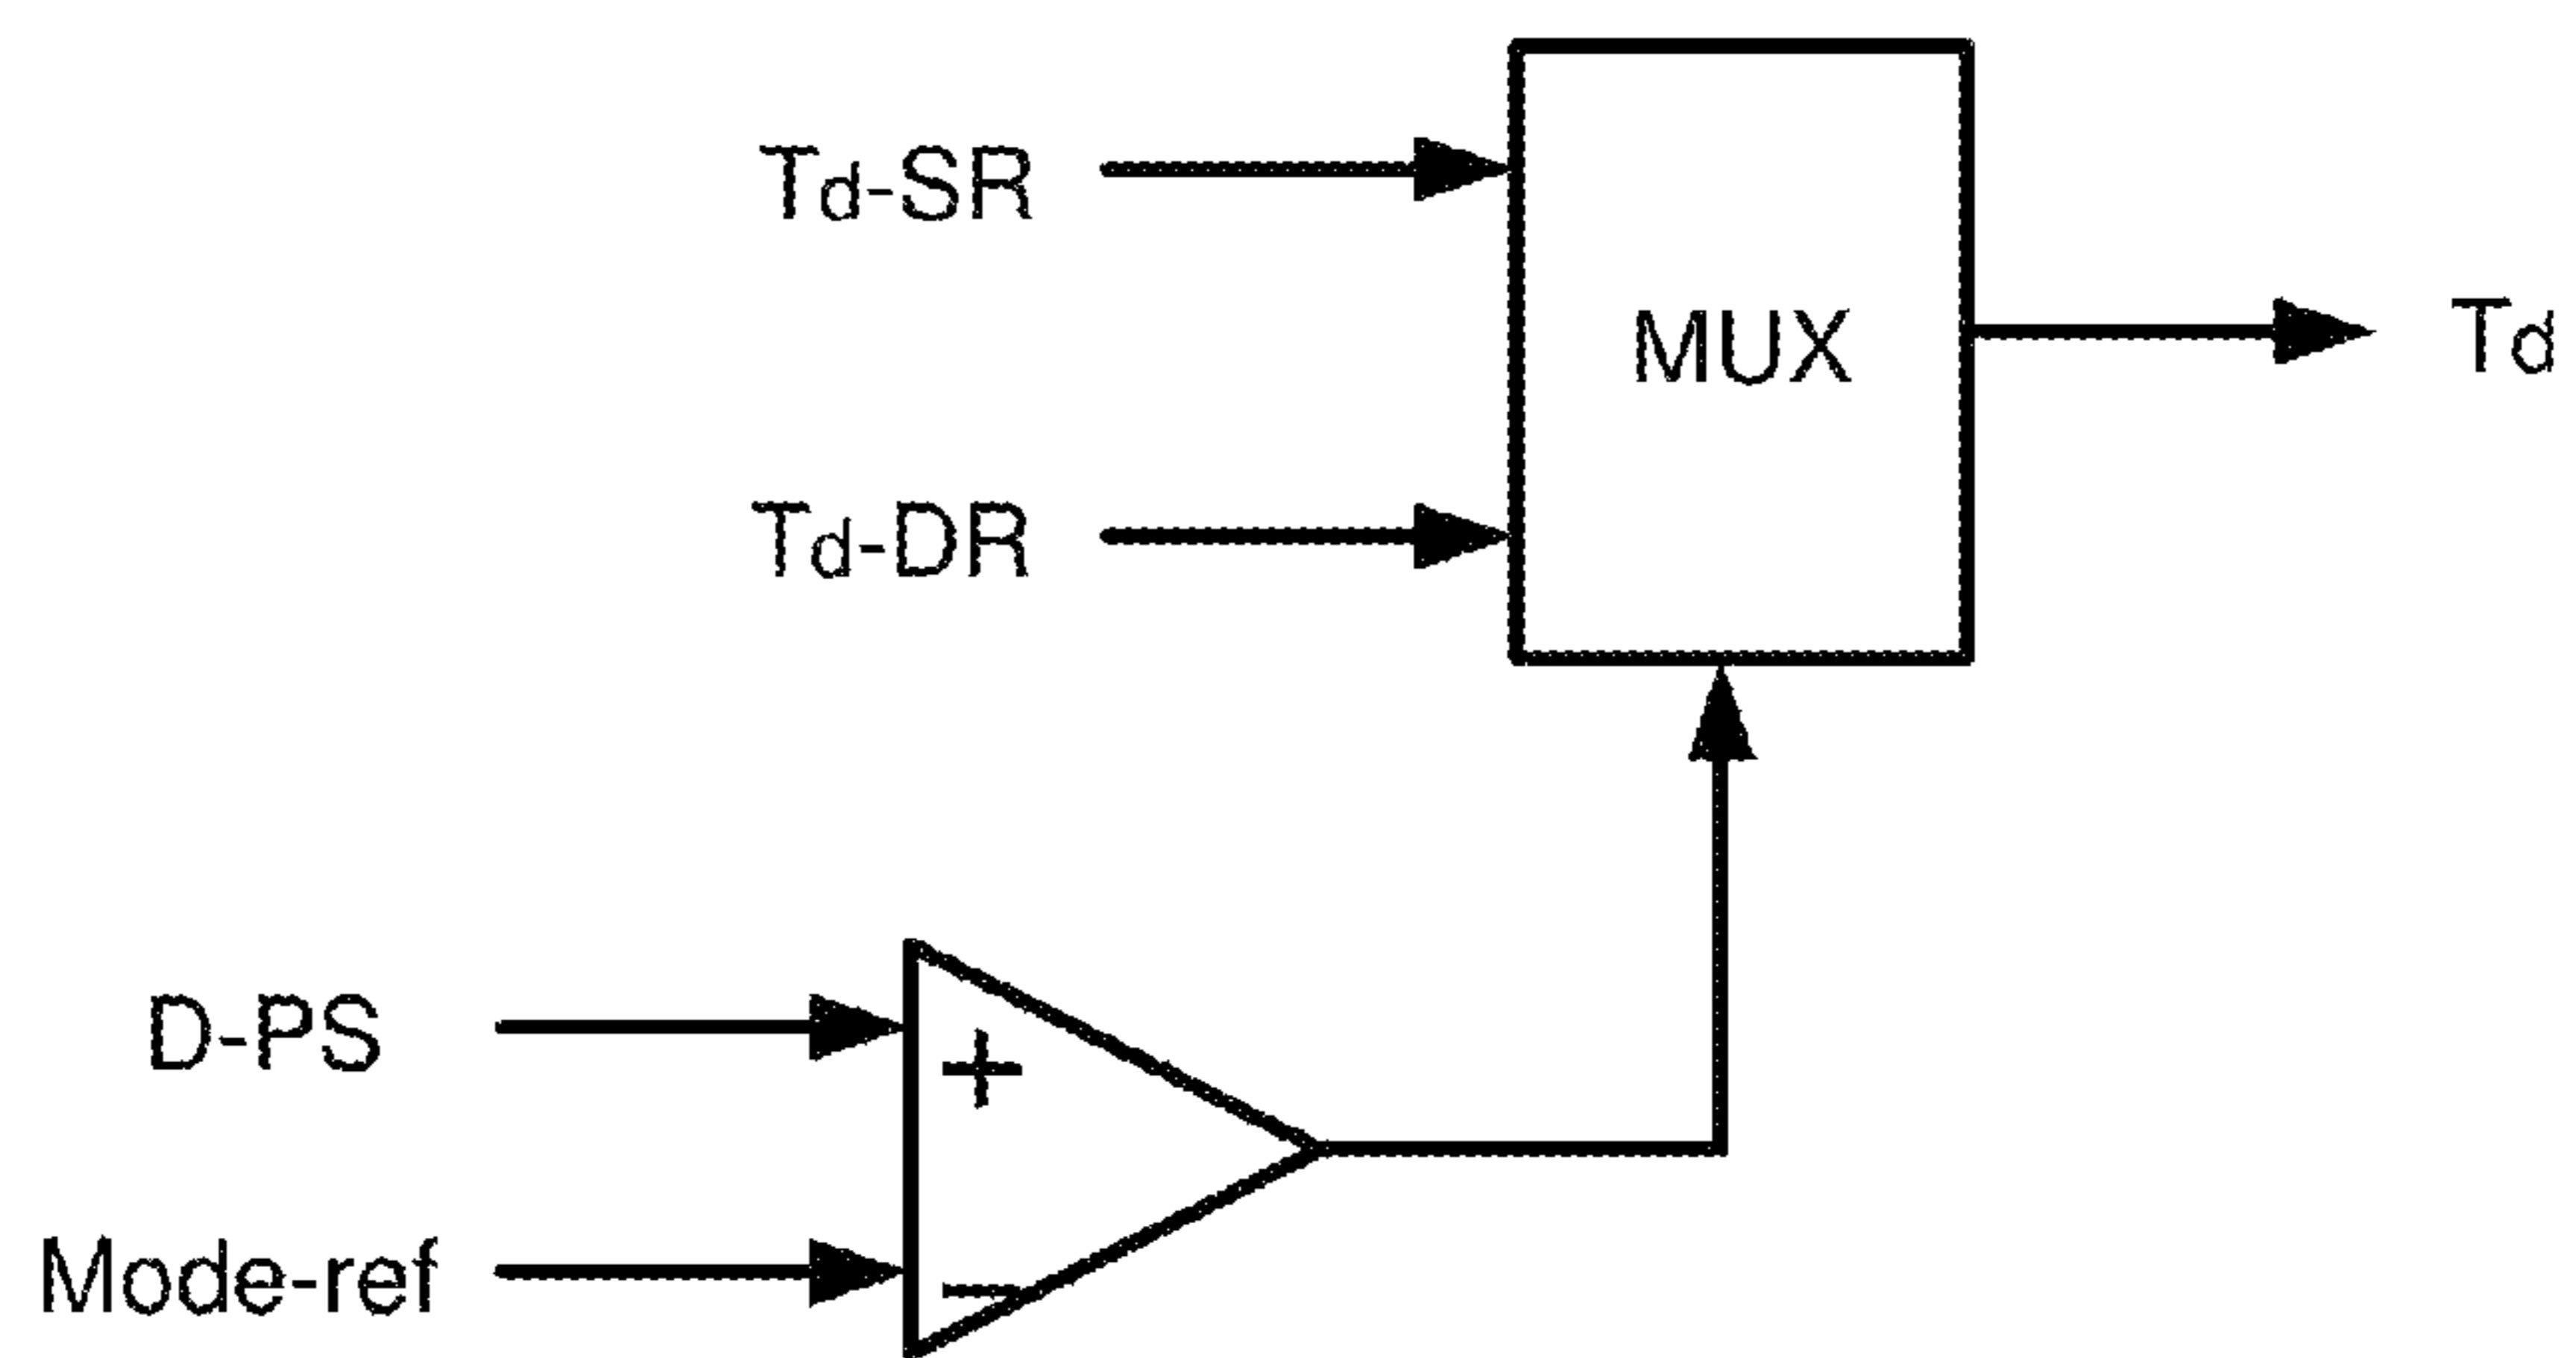 Td-SR
MUX
Td
Td-DR
D-PS
+
Mode-ref
−